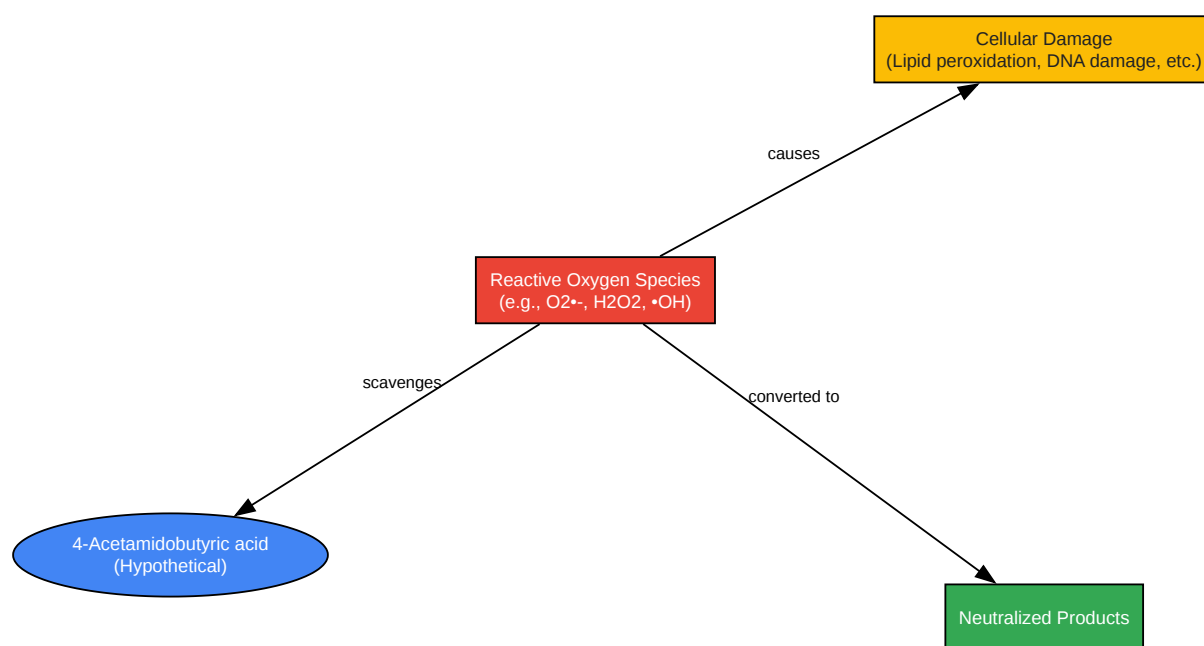 Cellular Damage
(Lipid peroxidation, DNA damage, etc.)
causes
Reactive Oxygen Species
(e.g., O2•-, H2O2, •OH)
scavenges
converted to
4-Acetamidobutyric acid
(Hypothetical)
Neutralized Products